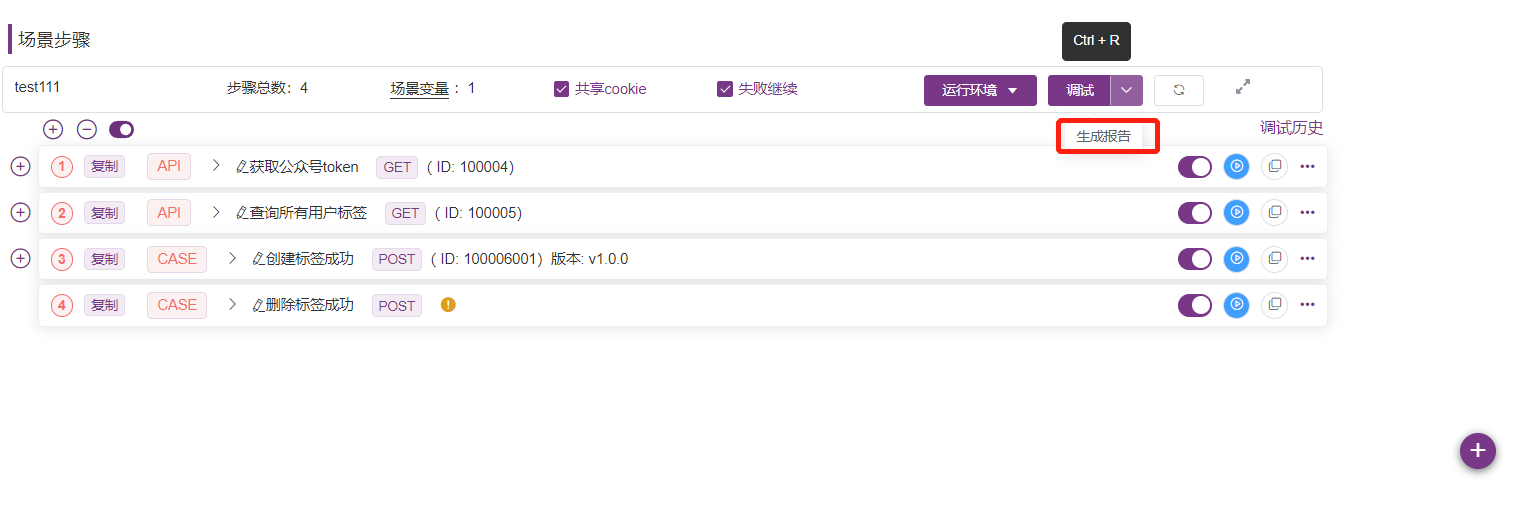 场景步骤
Ctrl + R
test111 步骤总数：4 场景变量 ：1 共享cookie 失败继续 运行环境 调试
生成报告 调试历史
1 复制 API 获取公众号token GET ( ID: 100004)
2 复制 API 查询所有用户标签 GET ( ID: 100005)
3 复制 CASE 创建标签成功 POST ( ID: 100006001) 版本: v1.0.0
4 复制 CASE 删除标签成功 POST